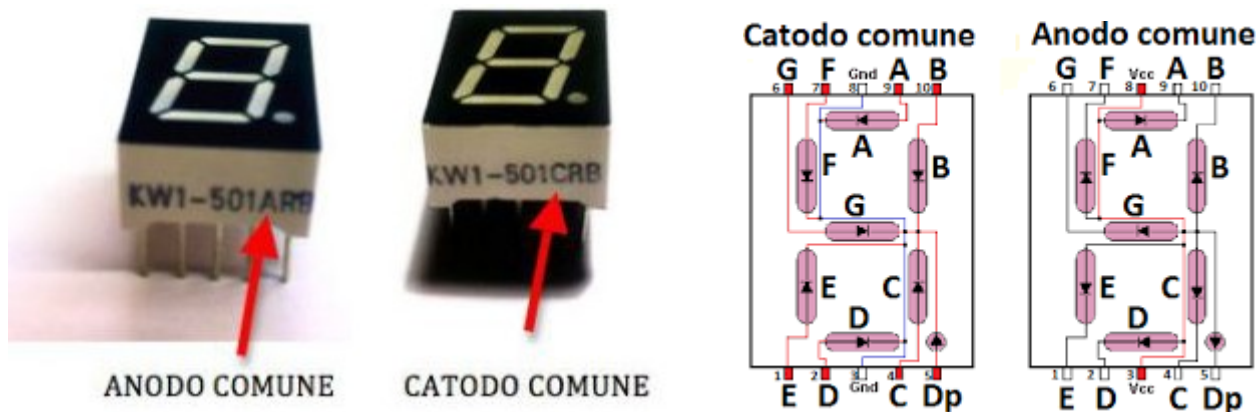 KW1-501ARB
KW1-501CRB
ANODO COMUNE
CATODO COMUNE
Catodo comune
G F Gnd A B
6 7 8 9 10
A
F
B
G
E
C
D
1 2 3 4 5
E D Gnd C Dp
Anodo comune
G F Vcc A B
6 7 8 9 10
A
F
B
G
E
C
D
1 2 3 4 5
E D Vcc C Dp